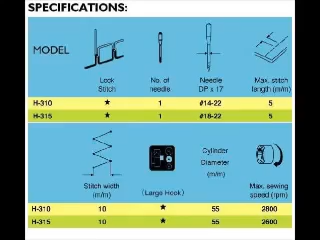 SPECIFICATIONS:
MODEL
Lock Stitch
No. of needle
Needle DP x 17
Max. stitch length (m/m)
H-310 ★ 1 #14-22 5
H-315 ★ 1 #18-22 5
Stitch width (m/m)
(Large Hook)
Cylinder Diameter (m/m)
Max. sewing speed (rpm)
H-310 10 ★ 55 2800
H-315 10 ★ 55 2600